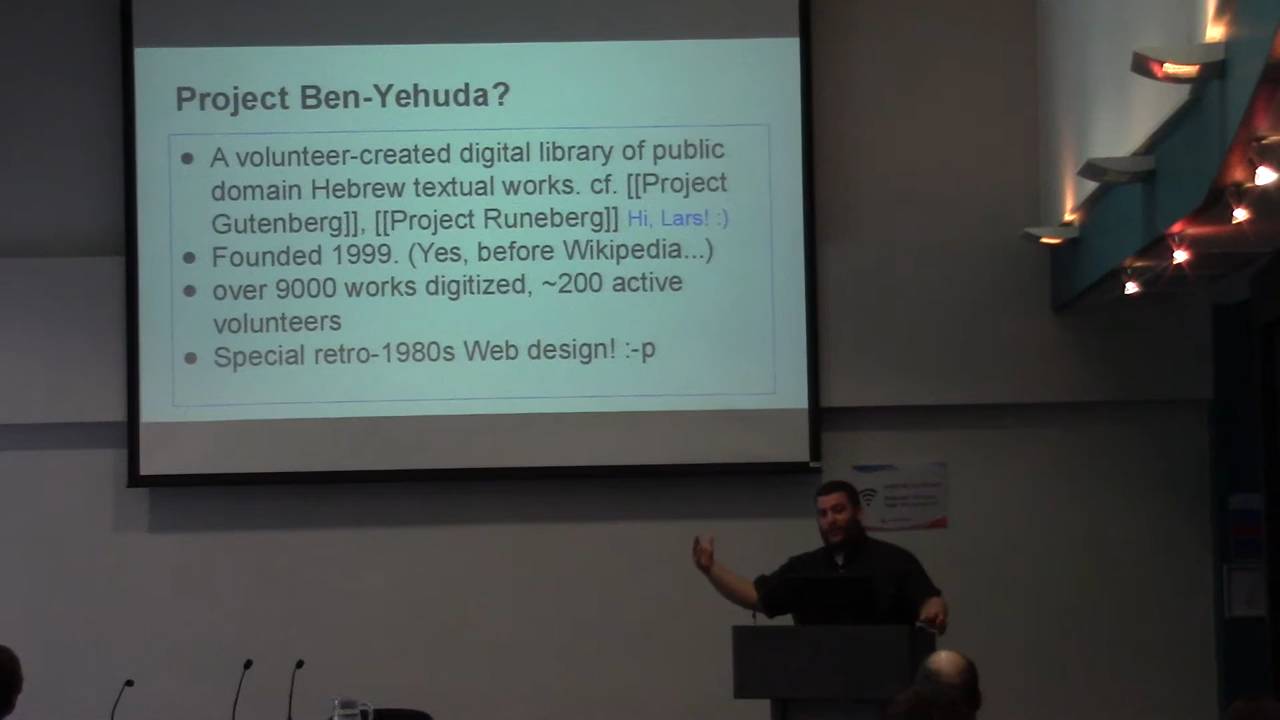 Project Ben-Yehuda?
● A volunteer-created digital library of public
domain Hebrew textual works. cf. [[Project
Gutenberg]], [[Project Runeberg]] Hi, Lars! :)
● Founded 1999. (Yes, before Wikipedia...)
● over 9000 works digitized, ~200 active
volunteers
● Special retro-1980s Web design! :-p